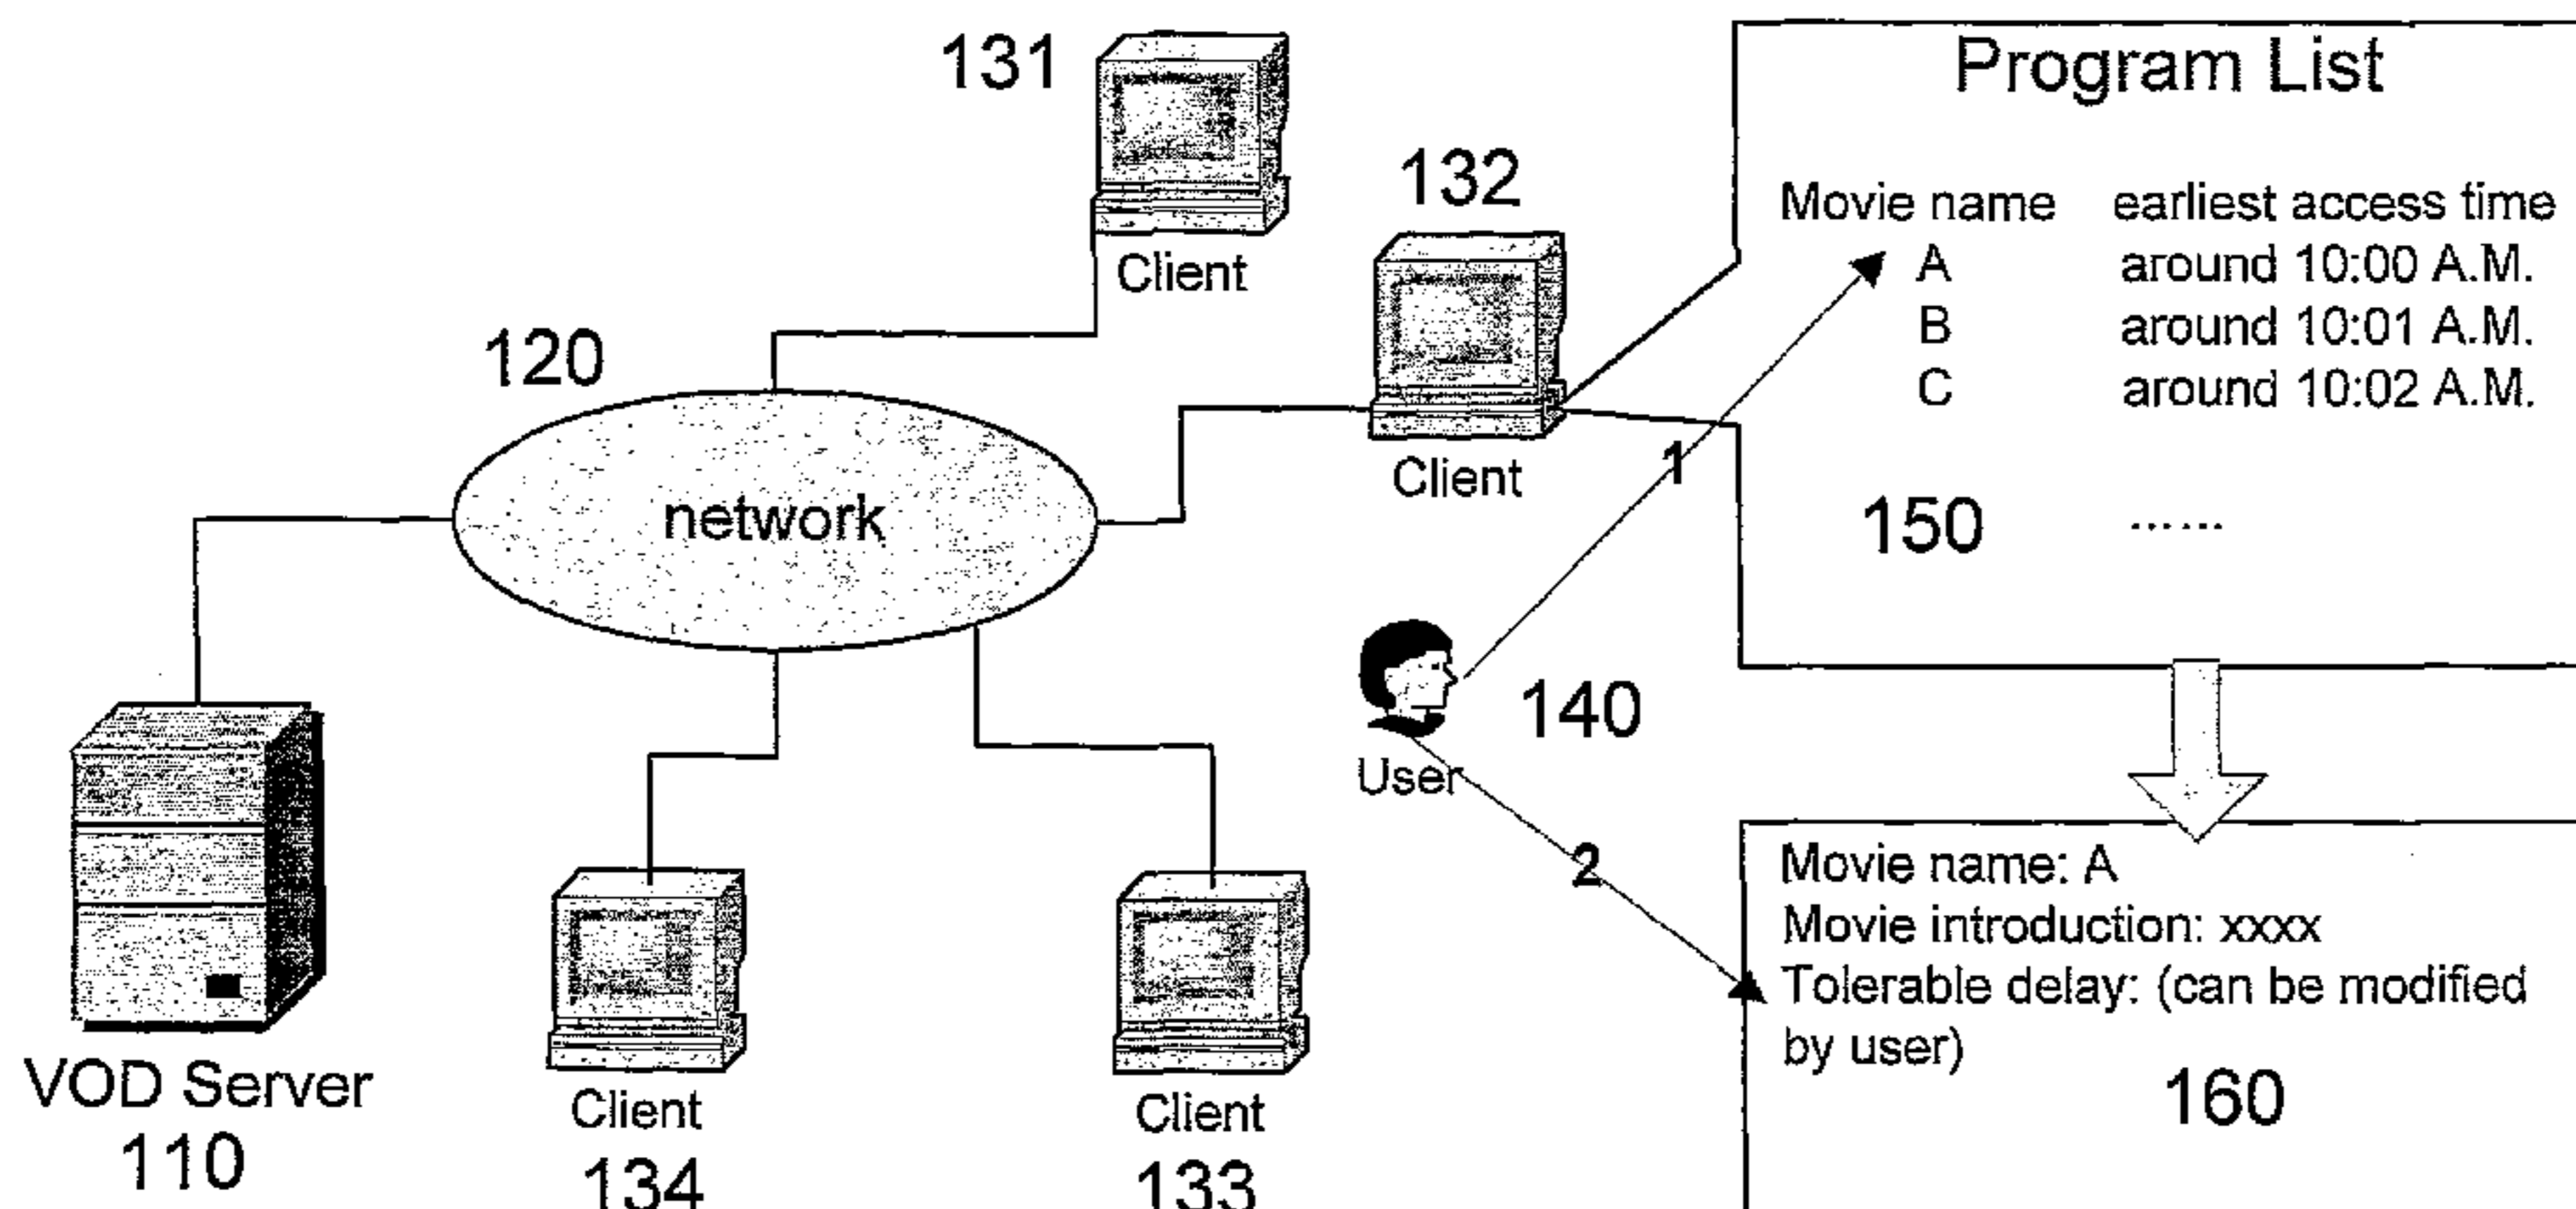 131
Client
132
Client
120
network
VOD Server
110
Client
134
Client
133
140
User
1
2
Program List
Movie name earliest access time
A around 10:00 A.M.
B around 10:01 A.M.
C around 10:02 A.M.
150 ......
Movie name: A
Movie introduction: xxxx
Tolerable delay: (can be modified
by user)
160